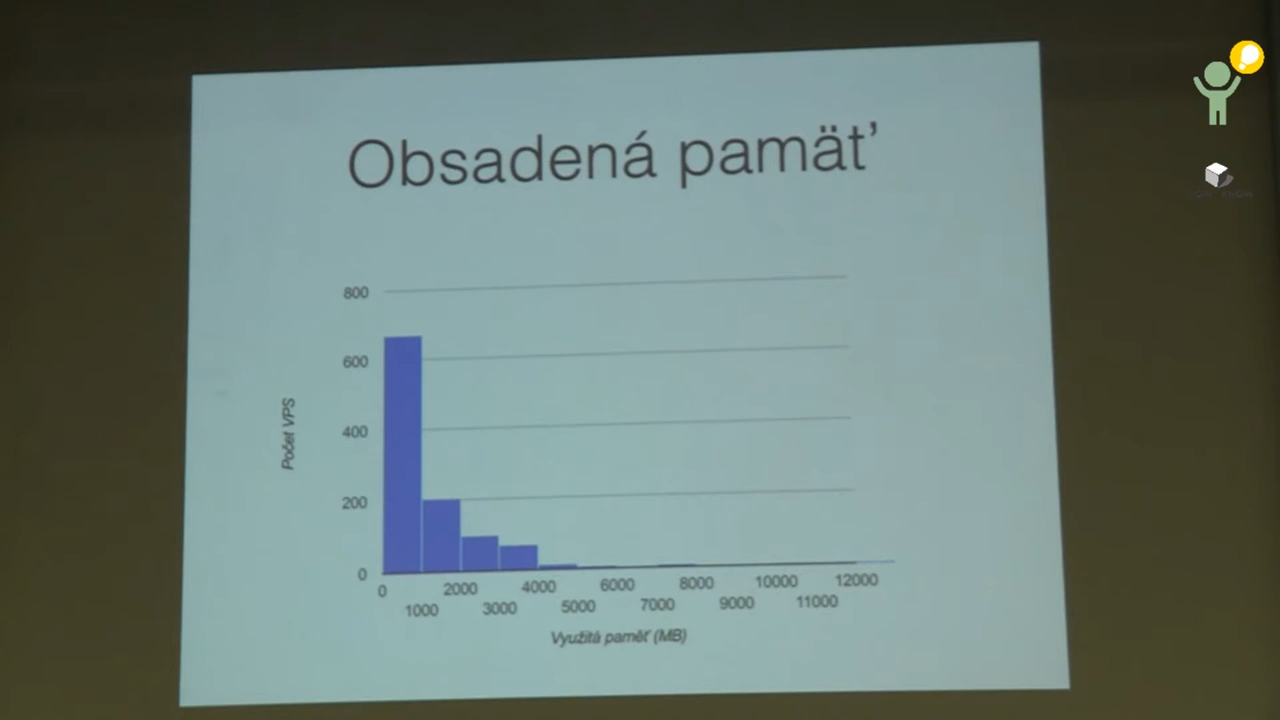 Obsadená pamäť
800
600
400
200
0
Počet VPS
0 2000 4000 6000 8000 10000 12000
1000 3000 5000 7000 9000 11000
Využitá paměť (MB)